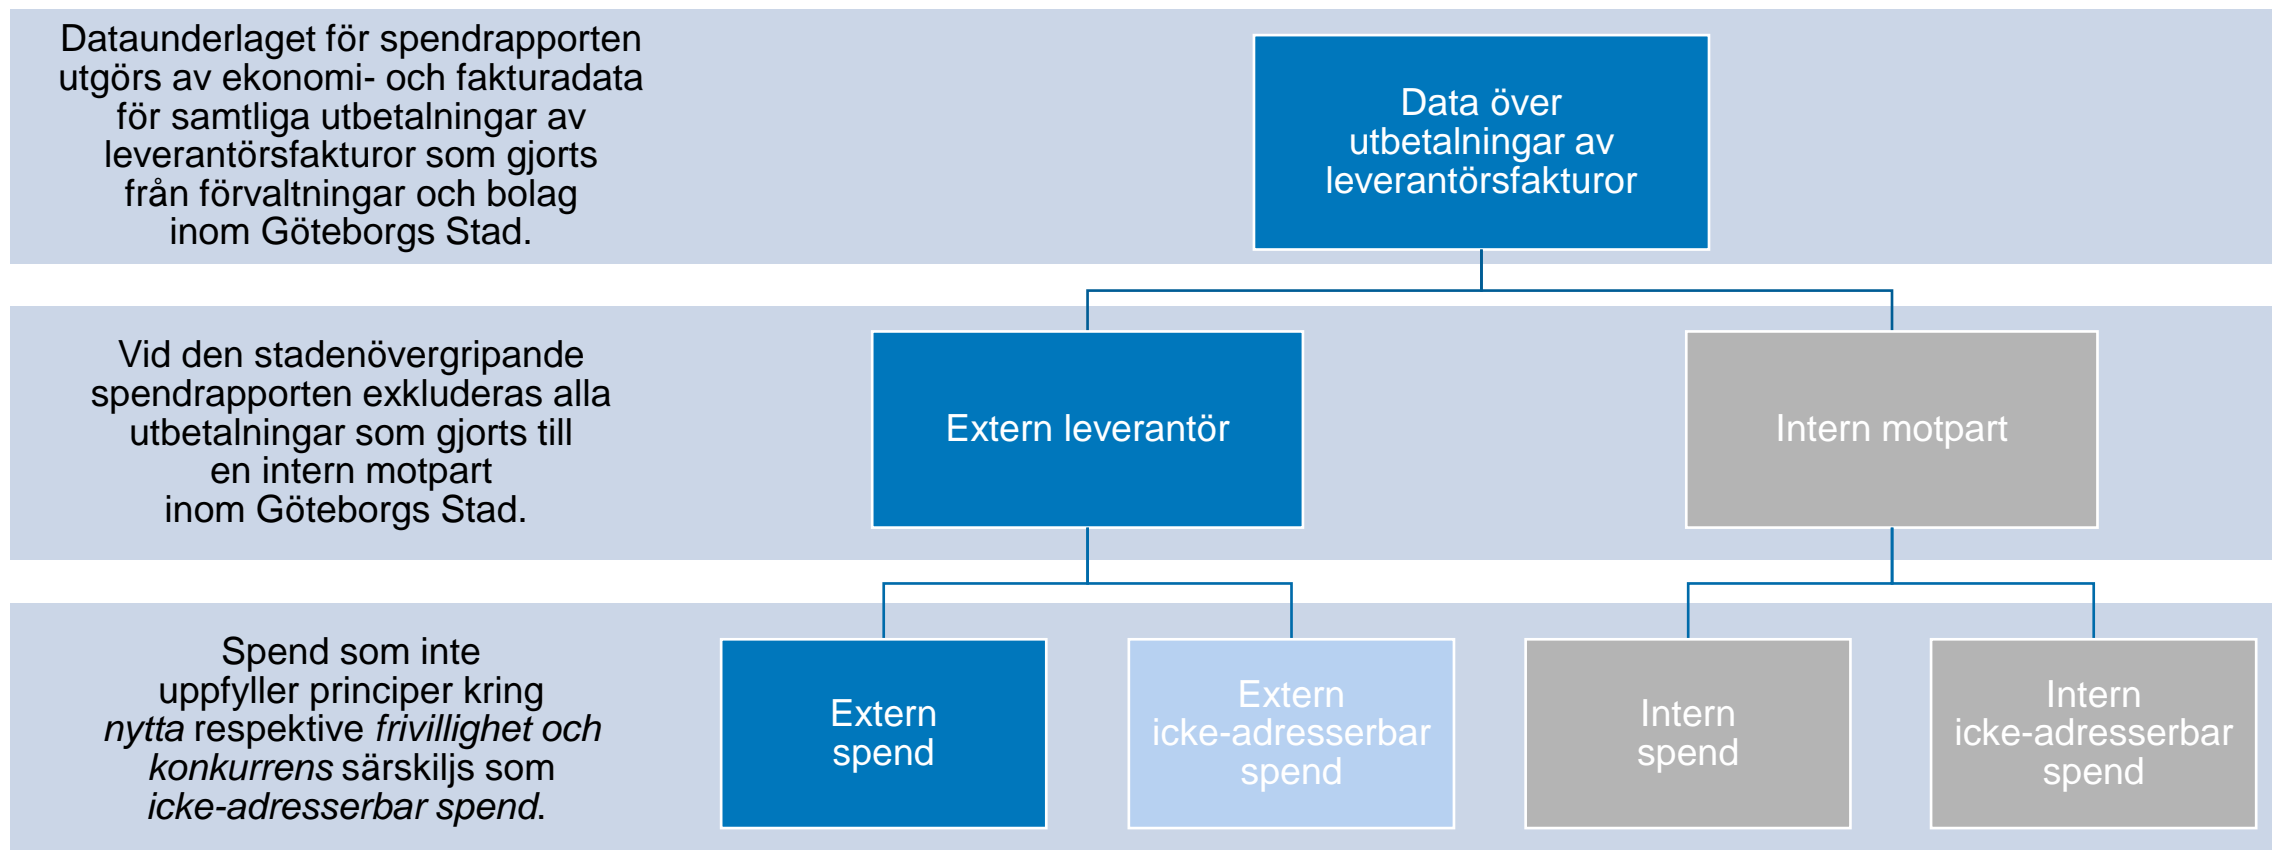 Dataunderlaget för spendrapporten
utgörs av ekonomi- och fakturadata
för samtliga utbetalningar av
leverantörsfakturor som gjorts
från förvaltningar och bolag
inom Göteborgs Stad.
Data över
utbetalningar av
leverantörsfakturor
Vid den stadenövergripande
spendrapporten exkluderas alla
utbetalningar som gjorts till
en intern motpart
inom Göteborgs Stad.
Extern leverantör
Intern motpart
Spend som inte
uppfyller principer kring
nytta respektive frivillighet och
konkurrens särskiljs som
icke-adresserbar spend.
Extern
spend
Extern
icke-adresserbar
spend
Intern
spend
Intern
icke-adresserbar
spend